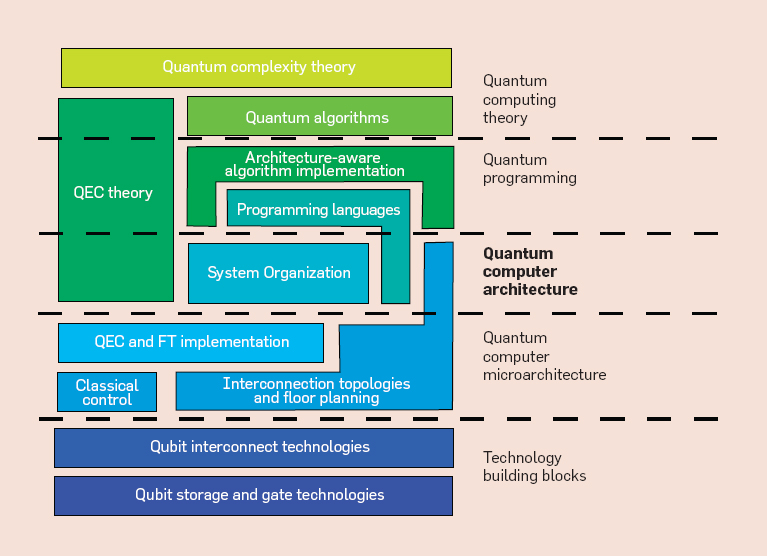 Quantum complexity theory
Quantum
computing
theory
Quantum algorithms
QEC theory
Architecture-aware
algorithm implementation
Programming languages
Quantum
programming
System Organization
Quantum
computer
architecture
QEC and FT implementation
Classical
control
Interconnection topologies
and floor planning
Quantum
computer
microarchitecture
Qubit interconnect technologies
Qubit storage and gate technologies
Technology
building blocks